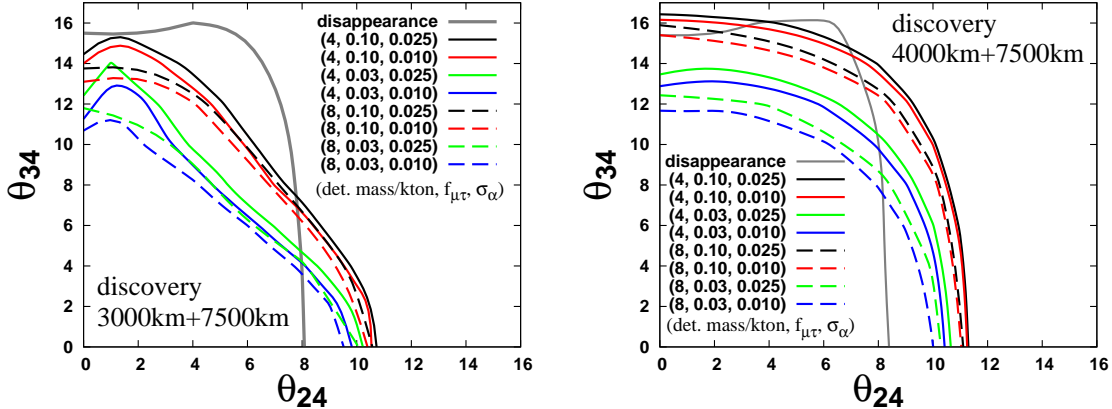 disappearance
(4, 0.10, 0.025)
(4, 0.10, 0.010)
(4, 0.03, 0.025)
(4, 0.03, 0.010)
(8, 0.10, 0.025)
(8, 0.10, 0.010)
(8, 0.03, 0.025)
(8, 0.03, 0.010)
(det. mass/kton, fμτ, σα)
discovery
3000km+7500km
θ34
16
14
12
10
8
6
4
2
0
0 2 4 6 8 10 12 14 16
θ24
discovery
4000km+7500km
disappearance
(4, 0.10, 0.025)
(4, 0.10, 0.010)
(4, 0.03, 0.025)
(4, 0.03, 0.010)
(8, 0.10, 0.025)
(8, 0.10, 0.010)
(8, 0.03, 0.025)
(8, 0.03, 0.010)
(det. mass/kton, fμτ, σα)
θ34
16
14
12
10
8
6
4
2
0
0 2 4 6 8 10 12 14 16
θ24